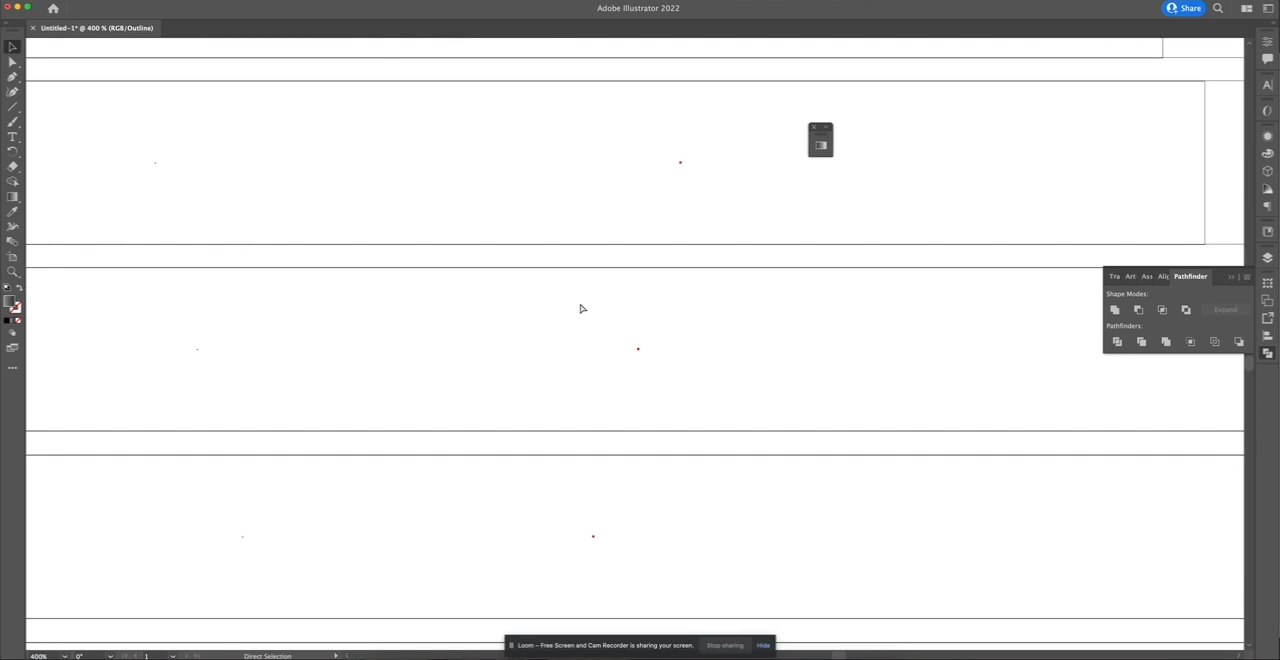 Adobe Illustrator 2022
Share
× Untitled-1* @ 400 % (RGB/Outline)
Tra Art Ass Alig Pathfinder
Shape Modes:
Expand
Pathfinders:
Loom – Free Screen and Cam Recorder is sharing your screen. Stop sharing Hide
400% 0° 1 Direct Selection